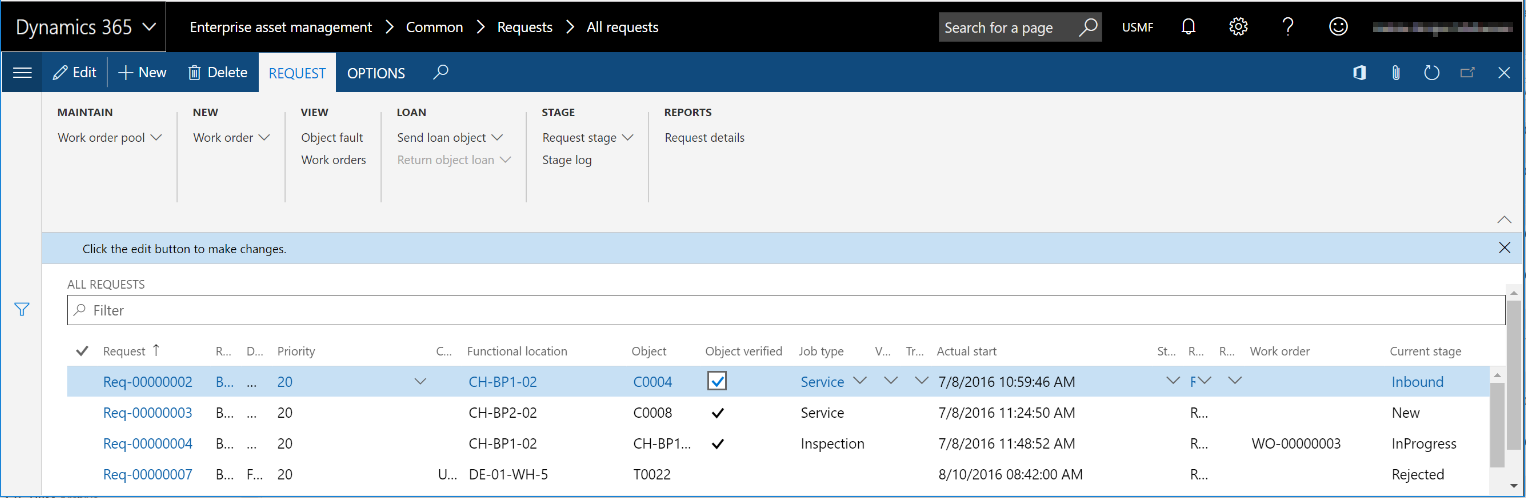 Dynamics 365 Enterprise asset management Common Requests All requests Search for a page USMF
Edit New Delete REQUEST OPTIONS
MAINTAIN NEW VIEW LOAN STAGE REPORTS
Work order pool Work order Object fault Send loan object Request stage Request details
Work orders Return object loan Stage log
Click the edit button to make changes.
ALL REQUESTS
Filter
Request R... D... Priority C... Functional location Object Object verified Job type V... Tr... Actual start St... R... R... Work order Current stage
Req-00000002 B... ... 20 CH-BP1-02 C0004 Service 7/8/2016 10:59:46 AM F Inbound
Req-00000003 B... ... 20 CH-BP2-02 C0008 Service 7/8/2016 11:24:50 AM R... New
Req-00000004 B... ... 20 CH-BP1-02 CH-BP1... Inspection 7/8/2016 11:48:52 AM R... WO-00000003 InProgress
Req-00000007 B... F... 20 U... DE-01-WH-5 T0022 8/10/2016 08:42:00 AM R... Rejected